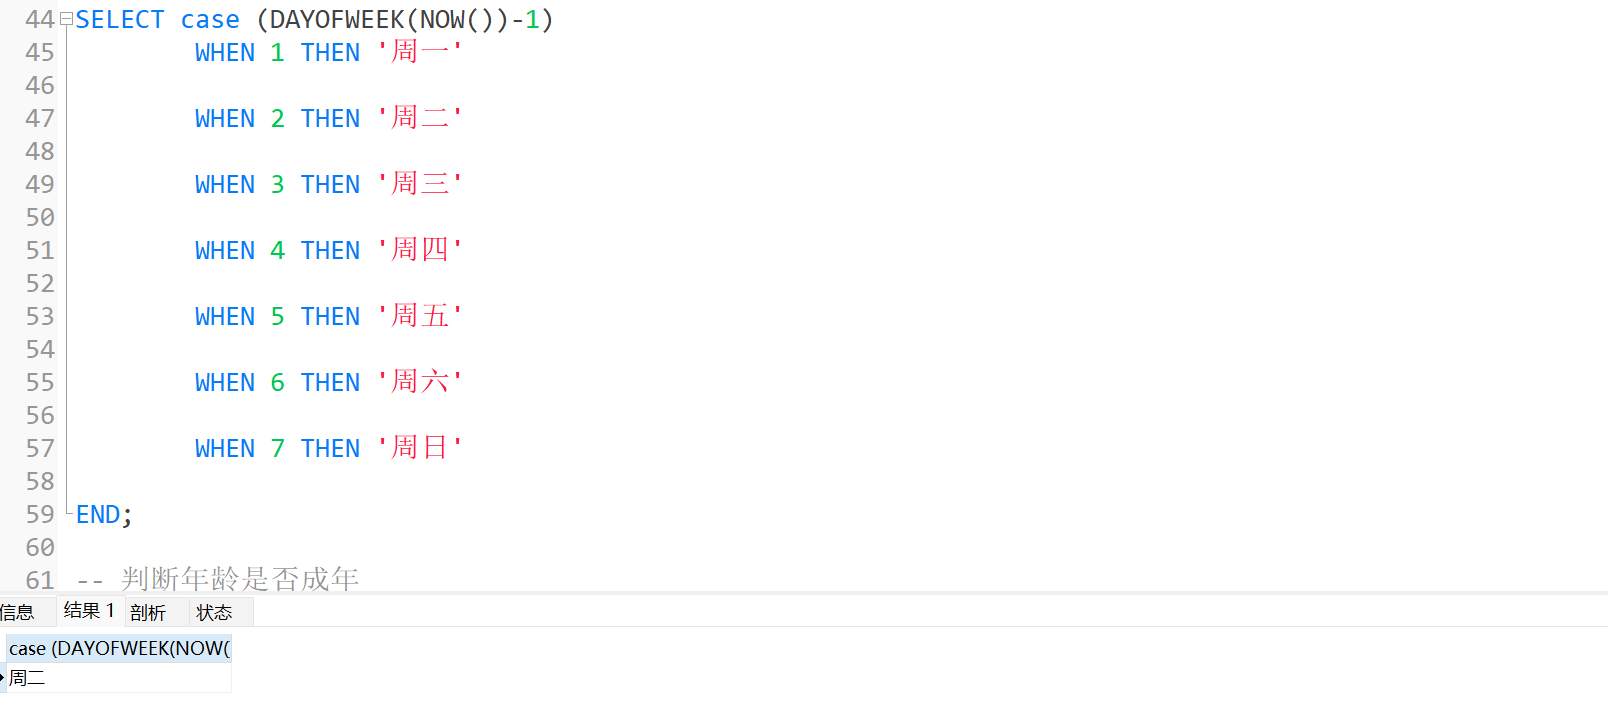 44 SELECT case (DAYOFWEEK(NOW())-1)
45 WHEN 1 THEN '周一'
46
47 WHEN 2 THEN '周二'
48
49 WHEN 3 THEN '周三'
50
51 WHEN 4 THEN '周四'
52
53 WHEN 5 THEN '周五'
54
55 WHEN 6 THEN '周六'
56
57 WHEN 7 THEN '周日'
58
59 END;
60
61 -- 判断年龄是否成年
信息 结果 1 剖析 状态
case (DAYOFWEEK(NOW(
周二